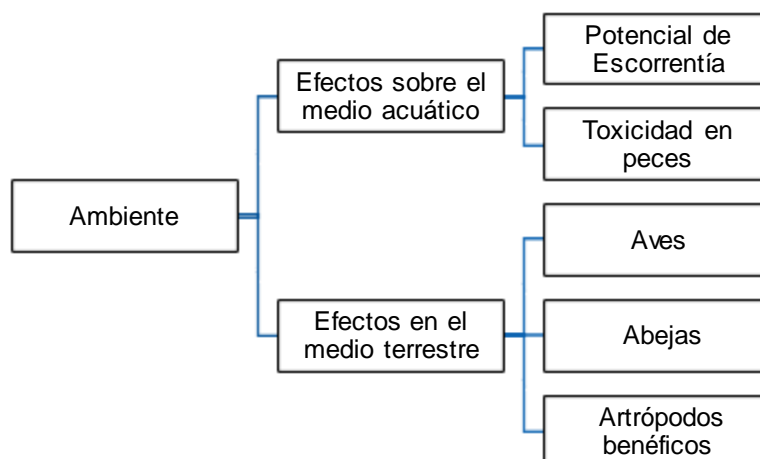 Ambiente
Efectos sobre el
medio acuático
Potencial de
Escorrentía
Toxicidad en
peces
Efectos en el
medio terrestre
Aves
Abejas
Artrópodos
benéficos